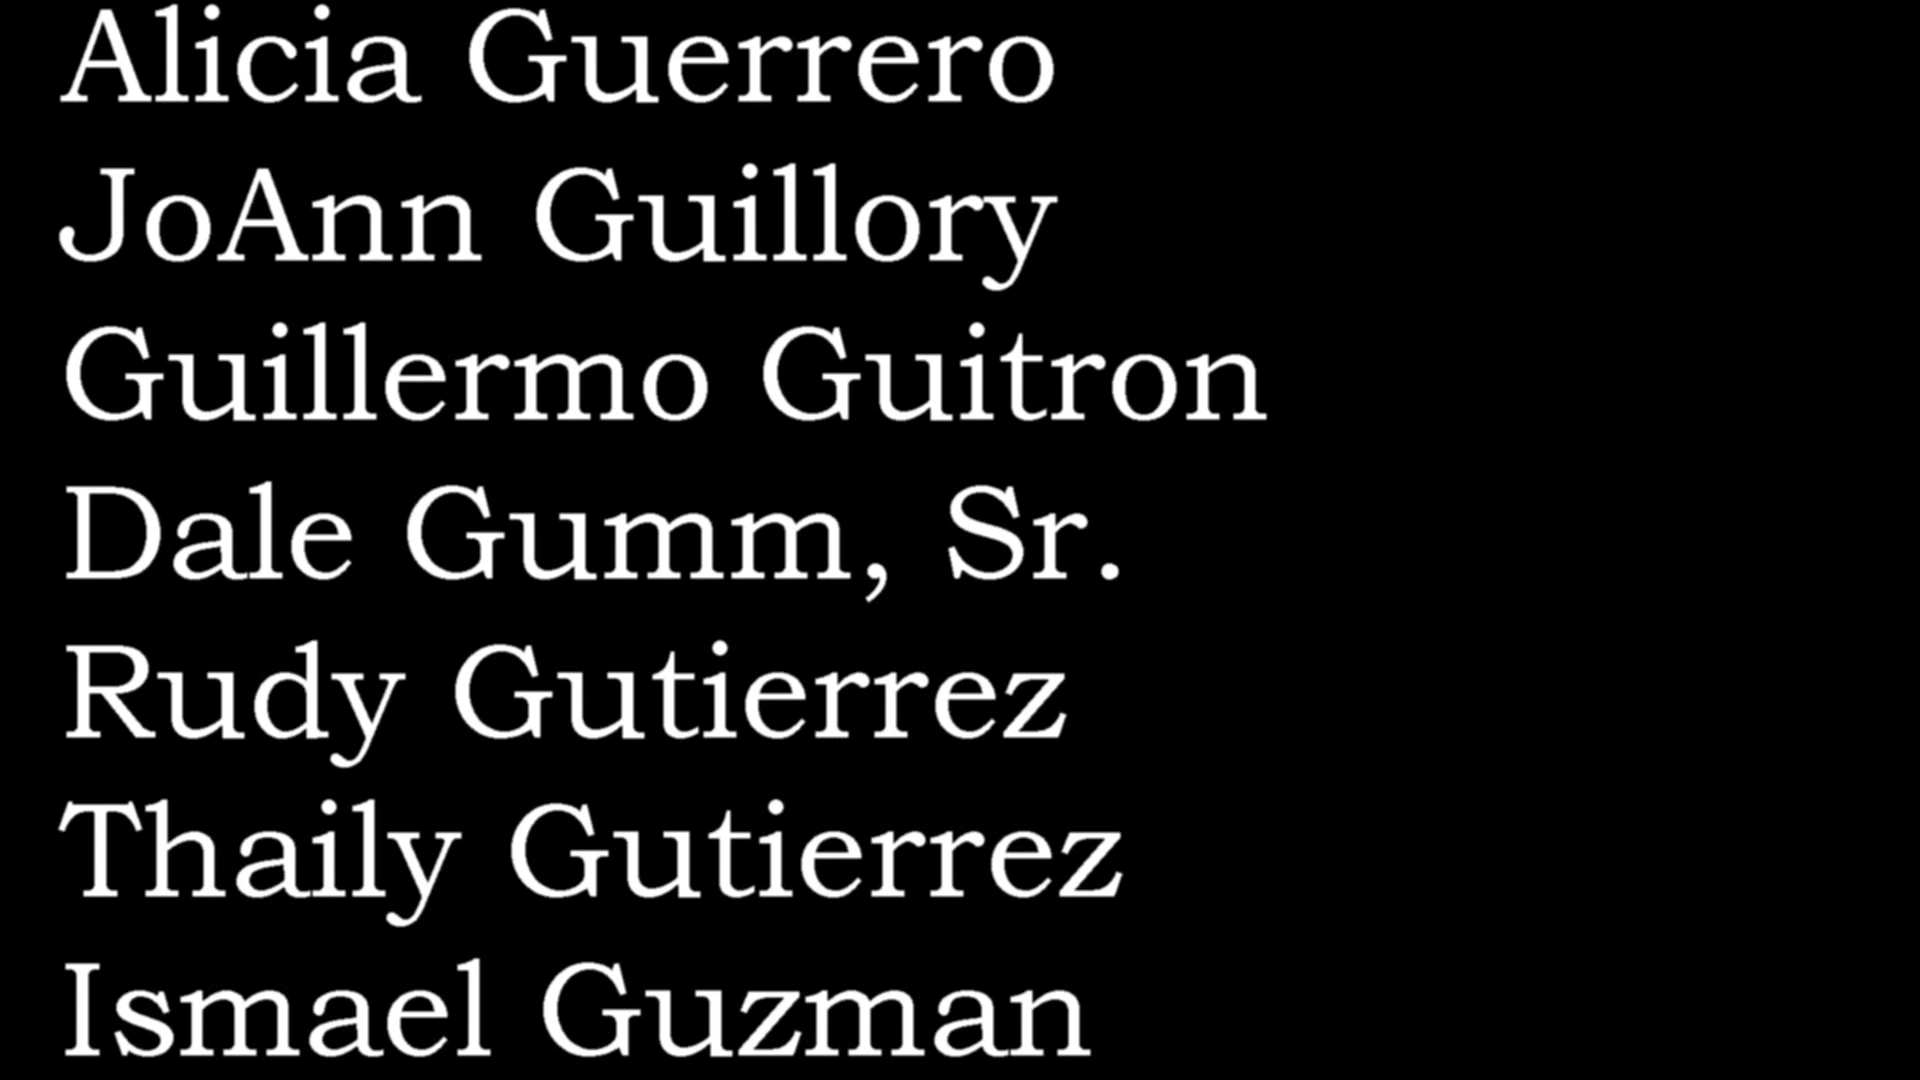 Alicia Guerrero
JoAnn Guillory
Guillermo Guitron
Dale Gumm, Sr.
Rudy Gutierrez
Thaily Gutierrez
Ismael Guzman